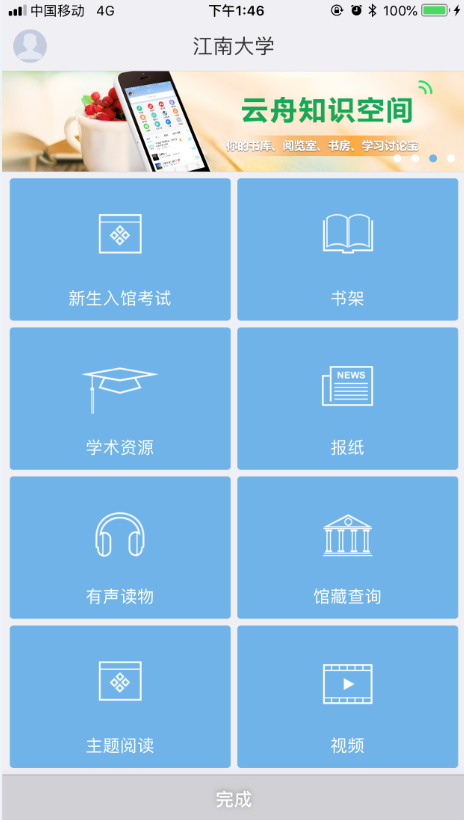 中国移动 4G 下午1:46 100%
江南大学
云舟知识空间
你的书库、阅览室、书房、学习讨论室
新生入馆考试 书架
NEWS
学术资源 报纸
有声读物 馆藏查询
主题阅读 视频
完成